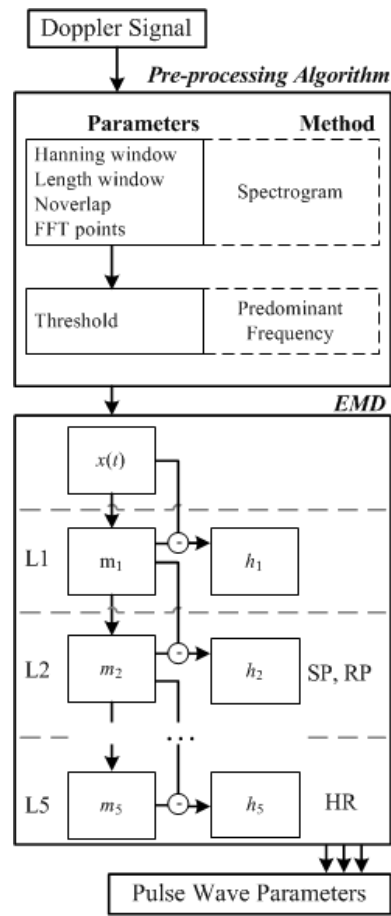 Doppler Signal
Pre-processing Algorithm
Parameters Method
Hanning window
Length window
Noverlap
FFT points
Spectrogram
Threshold
Predominant
Frequency
EMD
x(t)
-
L1 m₁ h₁
-
L2 m₂ h₂ SP, RP
...
-
L5 m₅ h₅ HR
Pulse Wave Parameters